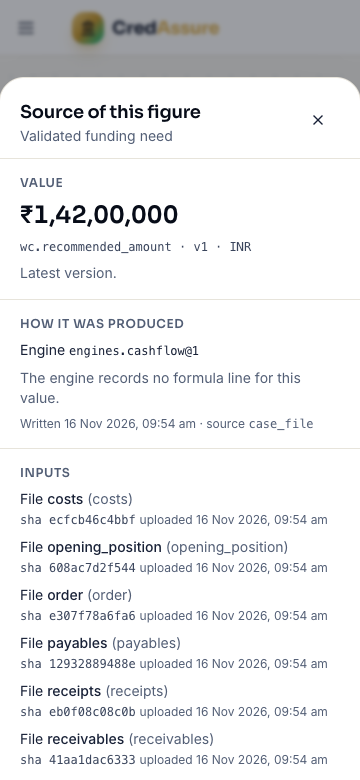 CredAssure
Source of this figure
Validated funding need
VALUE
₹1,42,00,000
wc.recommended_amount · v1 · INR
Latest version.
HOW IT WAS PRODUCED
Engine engines.cashflow@1
The engine records no formula line for this
value.
Written 16 Nov 2026, 09:54 am · source case_file
INPUTS
File costs (costs)
sha ecfcb46c4bbf uploaded 16 Nov 2026, 09:54 am
File opening_position (opening_position)
sha 608ac7d2f544 uploaded 16 Nov 2026, 09:54 am
File order (order)
sha e307f78a6fa6 uploaded 16 Nov 2026, 09:54 am
File payables (payables)
sha 12932889488e uploaded 16 Nov 2026, 09:54 am
File receipts (receipts)
sha eb0f08c08c0b uploaded 16 Nov 2026, 09:54 am
File receivables (receivables)
sha 41aa1dac6333 uploaded 16 Nov 2026, 09:54 am